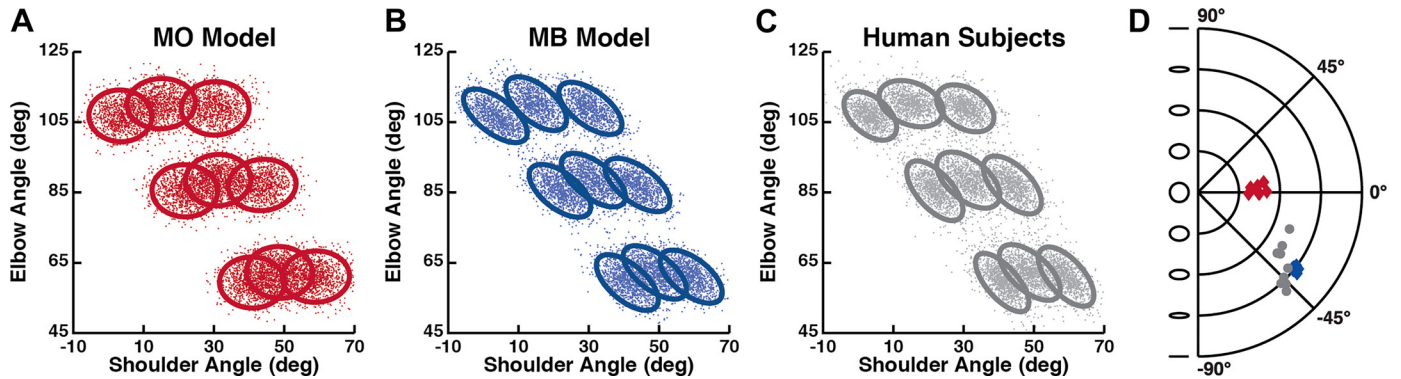 A
MO Model
Elbow Angle (deg)
125
105
85
65
45
-10 10 30 50 70
Shoulder Angle (deg)
B
MB Model
Elbow Angle (deg)
125
105
85
65
45
-10 10 30 50 70
Shoulder Angle (deg)
C
Human Subjects
Elbow Angle (deg)
125
105
85
65
45
-10 10 30 50 70
Shoulder Angle (deg)
D
90°
45°
0°
-45°
-90°